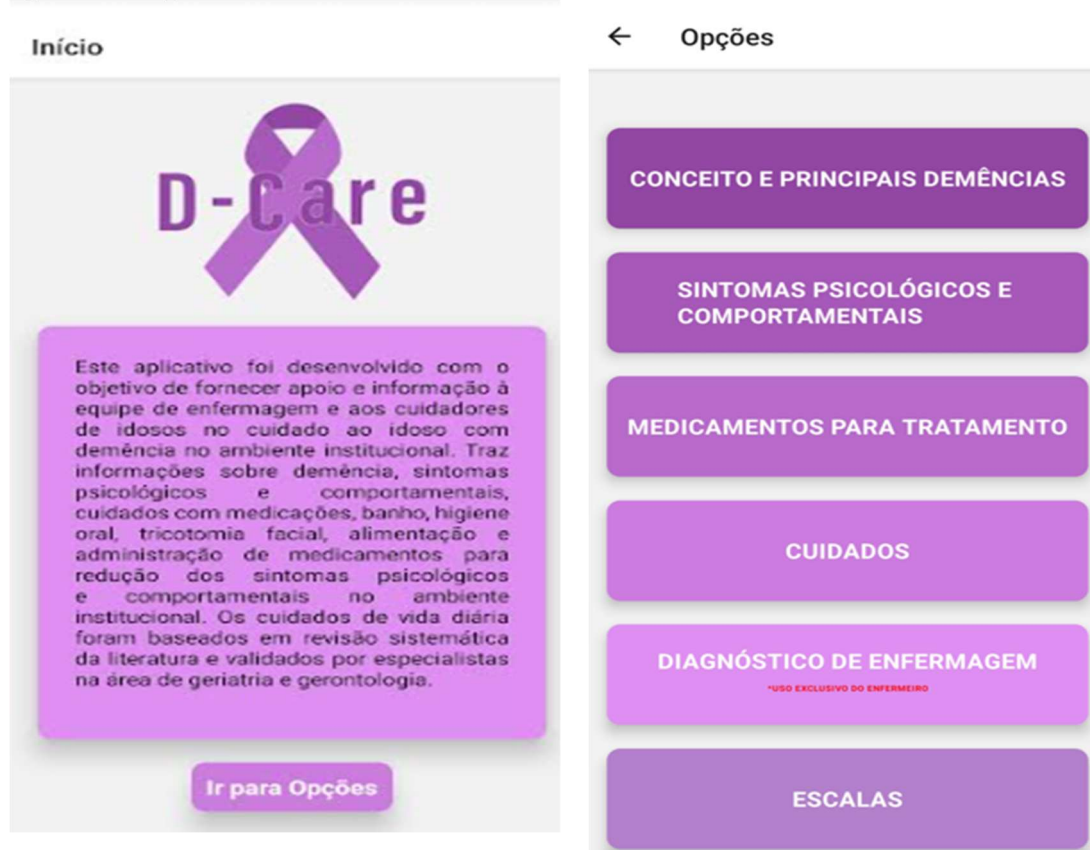 Início
D-Care
Este aplicativo foi desenvolvido com o
objetivo de fornecer apoio e informação à
equipe de enfermagem e aos cuidadores
de idosos no cuidado ao idoso com
demência no ambiente institucional. Traz
informações sobre demência, sintomas
psicológicos e comportamentais,
cuidados com medicações, banho, higiene
oral, tricotomia facial, alimentação e
administração de medicamentos para
redução dos sintomas psicológicos
e comportamentais no ambiente
institucional. Os cuidados de vida diária
foram baseados em revisão sistemática
da literatura e validados por especialistas
na área de geriatria e gerontologia.
Ir para Opções
Opções
CONCEITO E PRINCIPAIS DEMÊNCIAS
SINTOMAS PSICOLÓGICOS E
COMPORTAMENTAIS
MEDICAMENTOS PARA TRATAMENTO
CUIDADOS
DIAGNÓSTICO DE ENFERMAGEM
*USO EXCLUSIVO DO ENFERMEIRO
ESCALAS